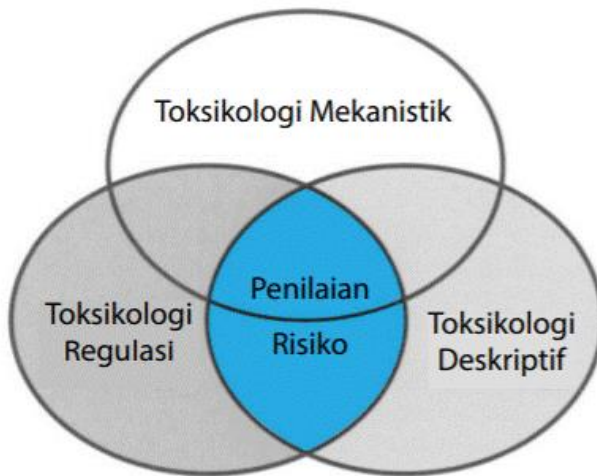 Toksikologi Mekanistik
Penilaian
Risiko
Toksikologi
Regulasi
Toksikologi
Deskriptif